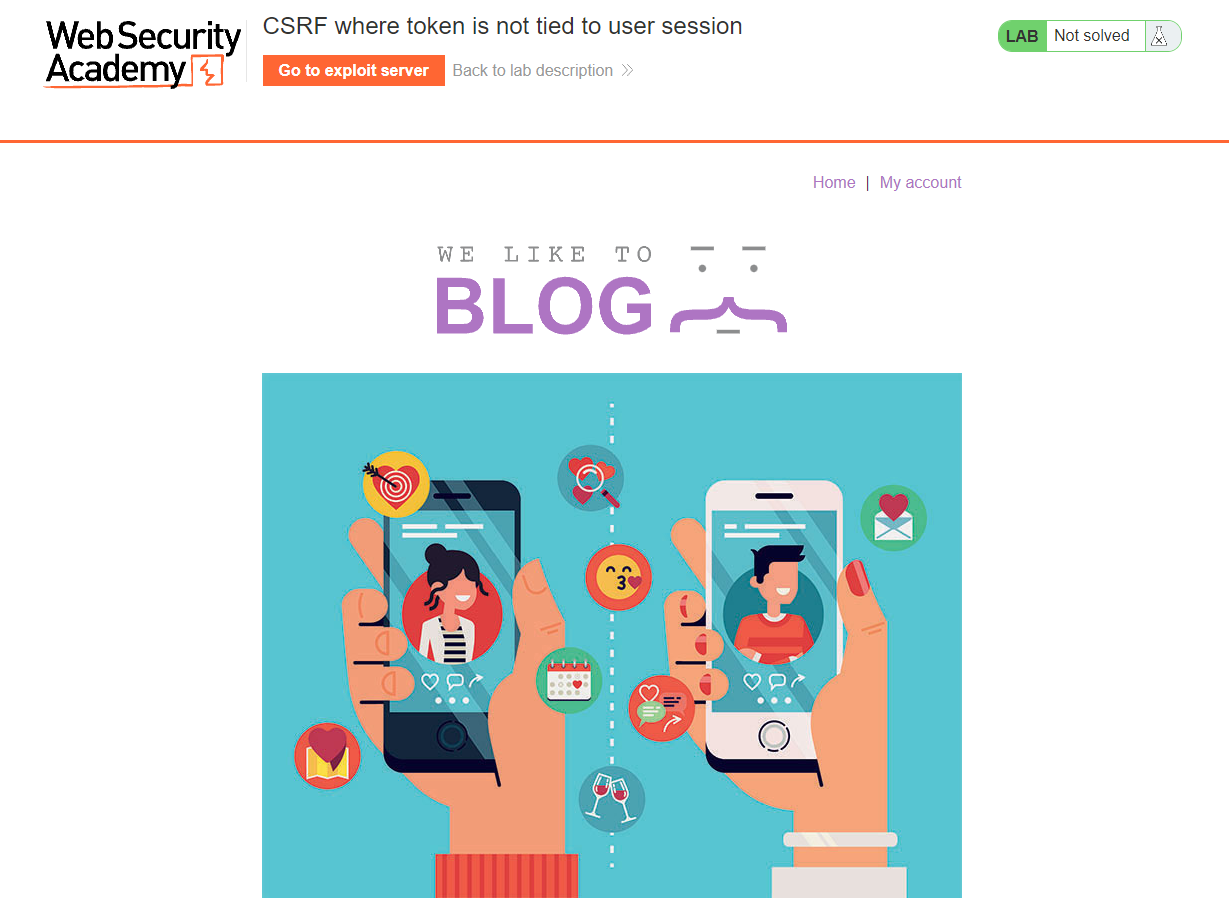 Web Security
Academy
CSRF where token is not tied to user session
Go to exploit server
Back to lab description
LAB
Not solved
Home | My account
WE LIKE TO
BLOG